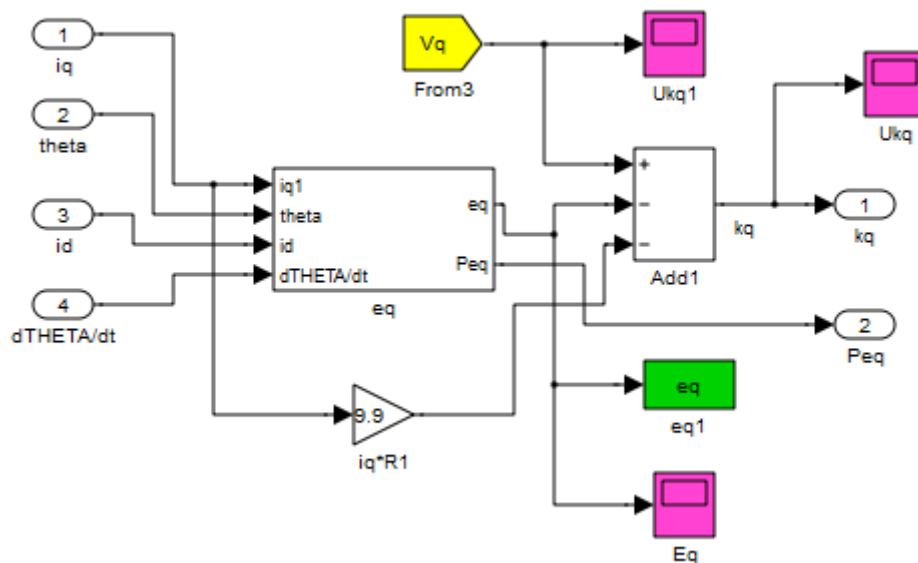 1
iq
2
theta
3
id
4
dTHETA/dt
Vq
From3
Ukq1
Ukq
iq1
theta
id
dTHETA/dt
eq
Peq
eq
+
−
−
Add1
kq
1
kq
2
Peq
9.9
iq*R1
eq
eq1
Eq